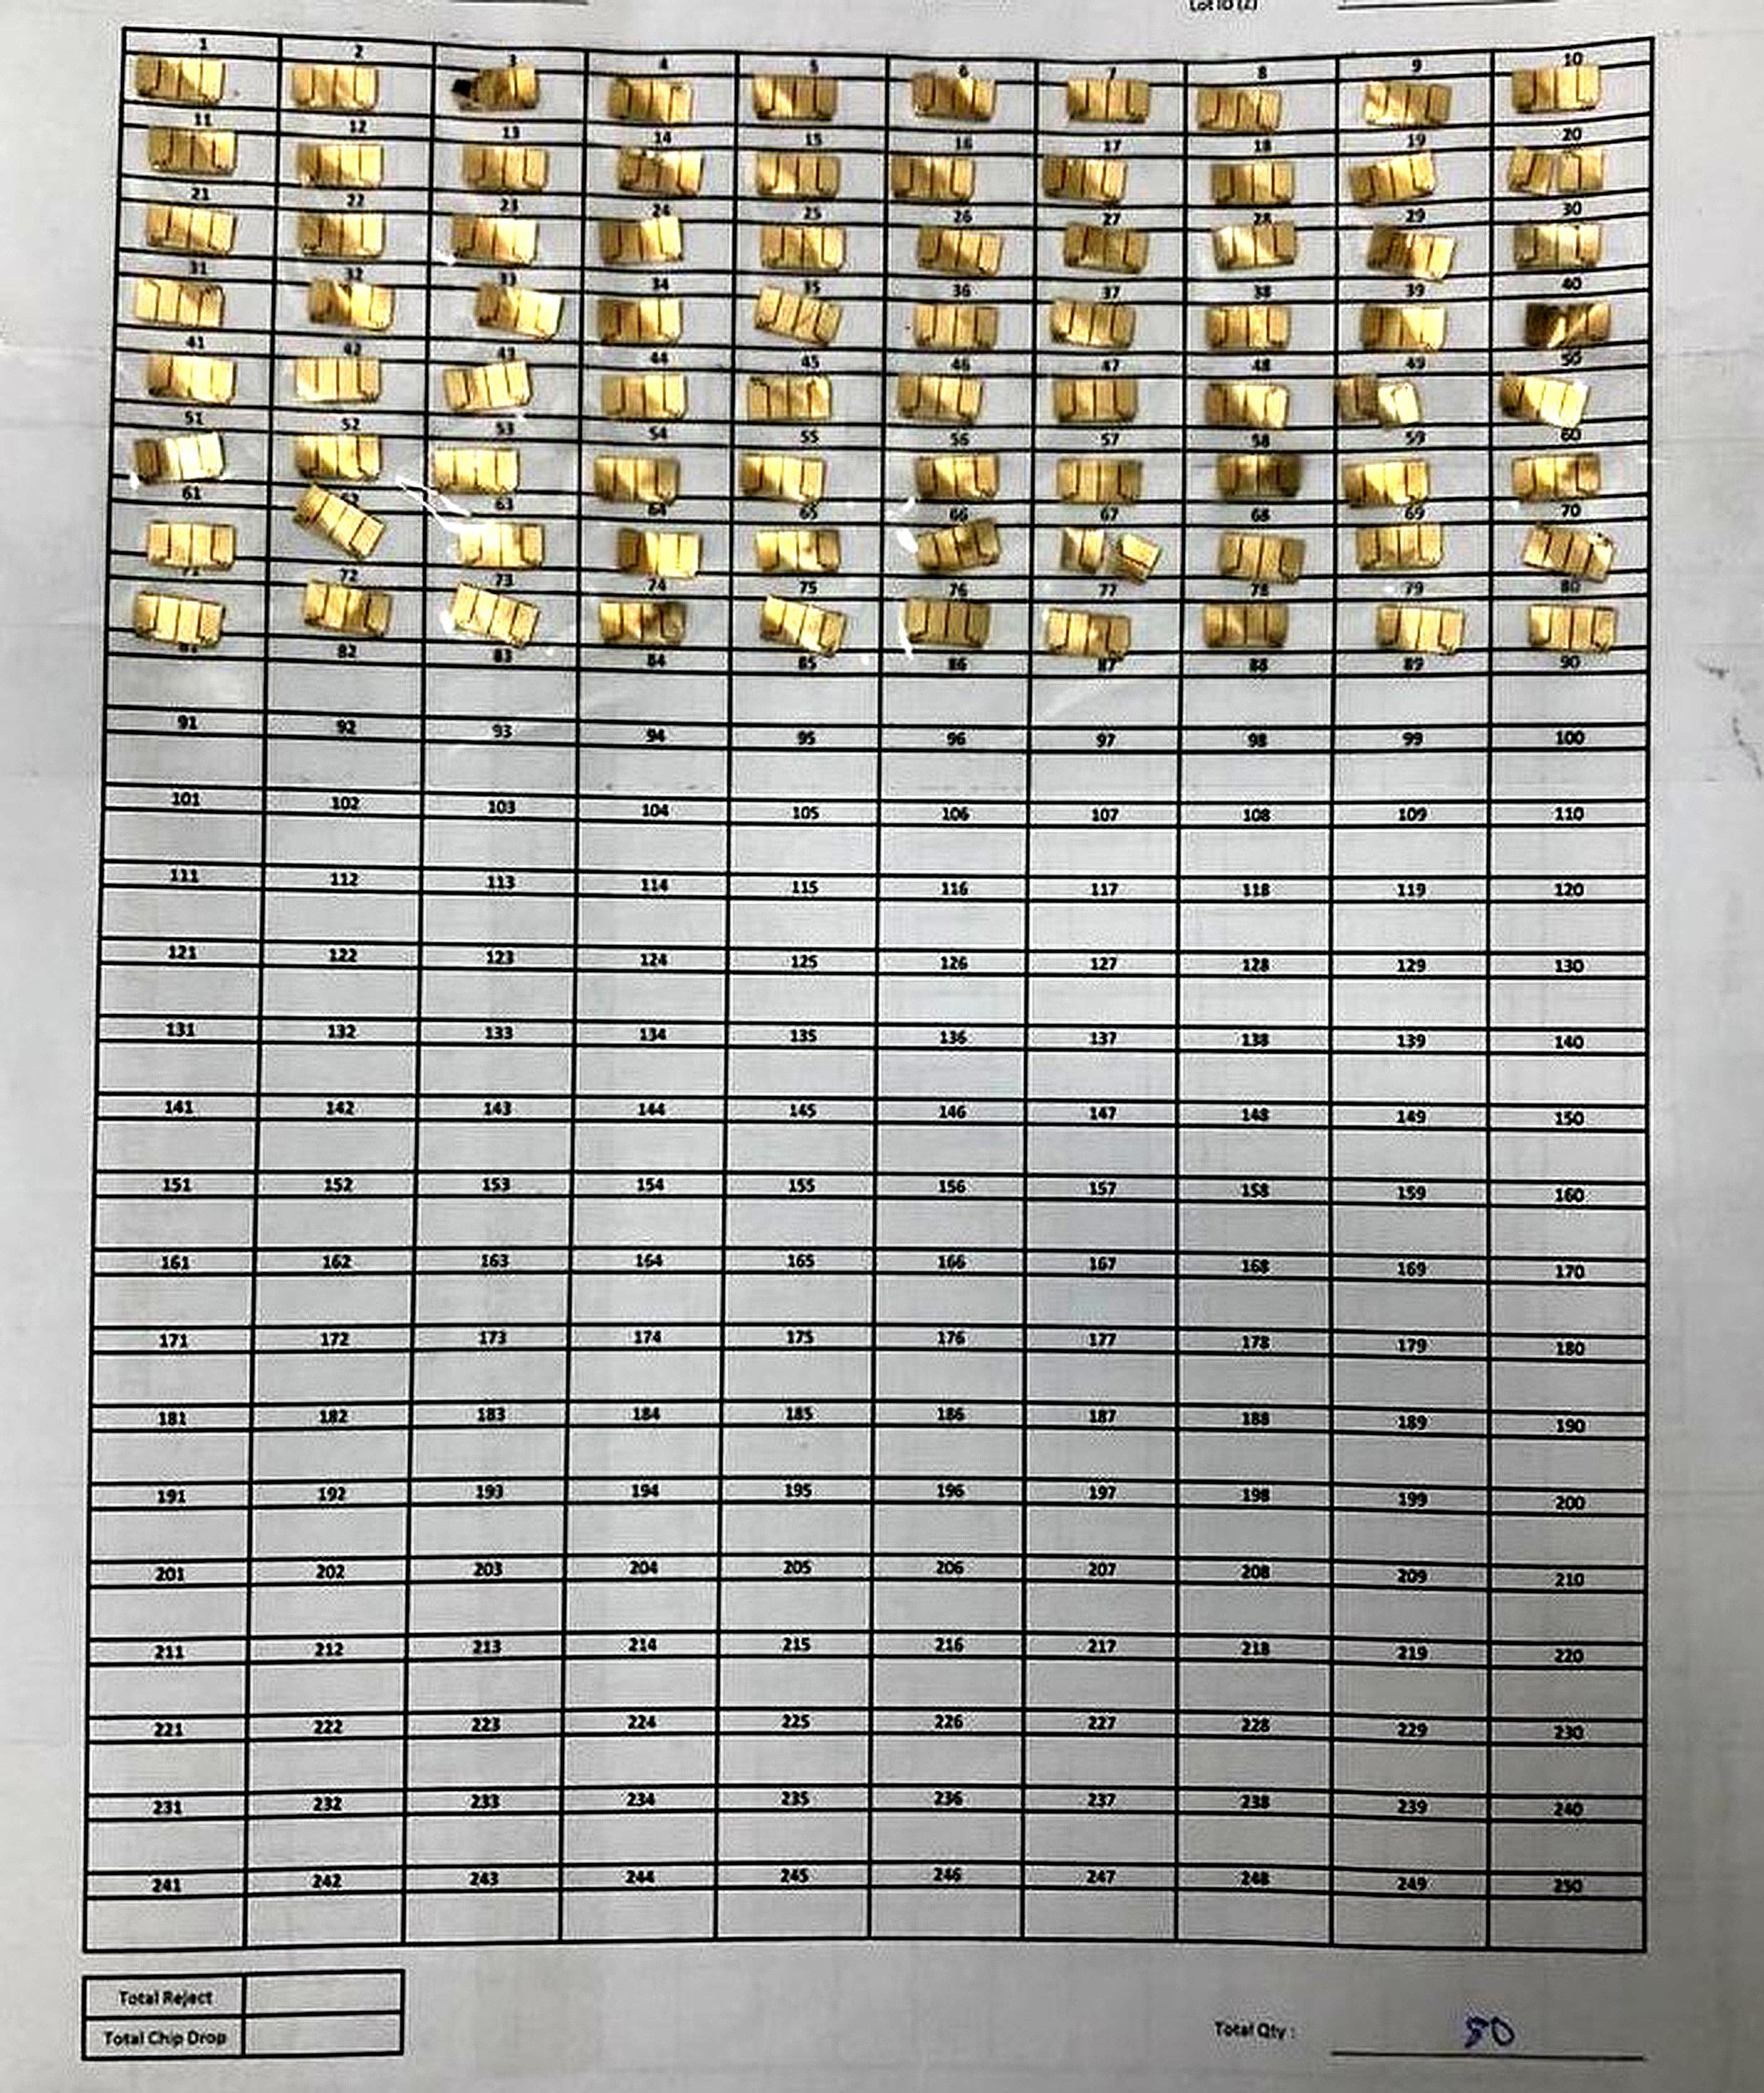 Lot ID (2)
1 2 3 4 5 6 7 8 9 10
11 12 13 14 15 16 17 18 19 20
21 22 23 24 25 26 27 28 29 30
31 32 33 34 35 36 37 38 39 40
41 42 43 44 45 46 47 48 49 50
51 52 53 54 55 56 57 58 59 60
61 62 63 64 65 66 67 68 69 70
71 72 73 74 75 76 77 78 79 80
81 82 83 84 85 86 87 88 89 90
91 92 93 94 95 96 97 98 99 100
101 102 103 104 105 106 107 108 109 110
111 112 113 114 115 116 117 118 119 120
121 122 123 124 125 126 127 128 129 130
131 132 133 134 135 136 137 138 139 140
141 142 143 144 145 146 147 148 149 150
151 152 153 154 155 156 157 158 159 160
161 162 163 164 165 166 167 168 169 170
171 172 173 174 175 176 177 178 179 180
181 182 183 184 185 186 187 188 189 190
191 192 193 194 195 196 197 198 199 200
201 202 203 204 205 206 207 208 209 210
211 212 213 214 215 216 217 218 219 220
221 222 223 224 225 226 227 228 229 230
231 232 233 234 235 236 237 238 239 240
241 242 243 244 245 246 247 248 249 250
Total Reject
Total Chip Drop
Total Qty :